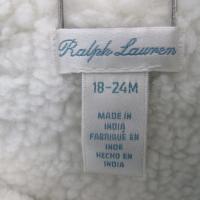 Ralph Lauren
18-24M
MADE IN
INDIA
FABRIQUÉ EN
INDE
HECHO EN
INDIA